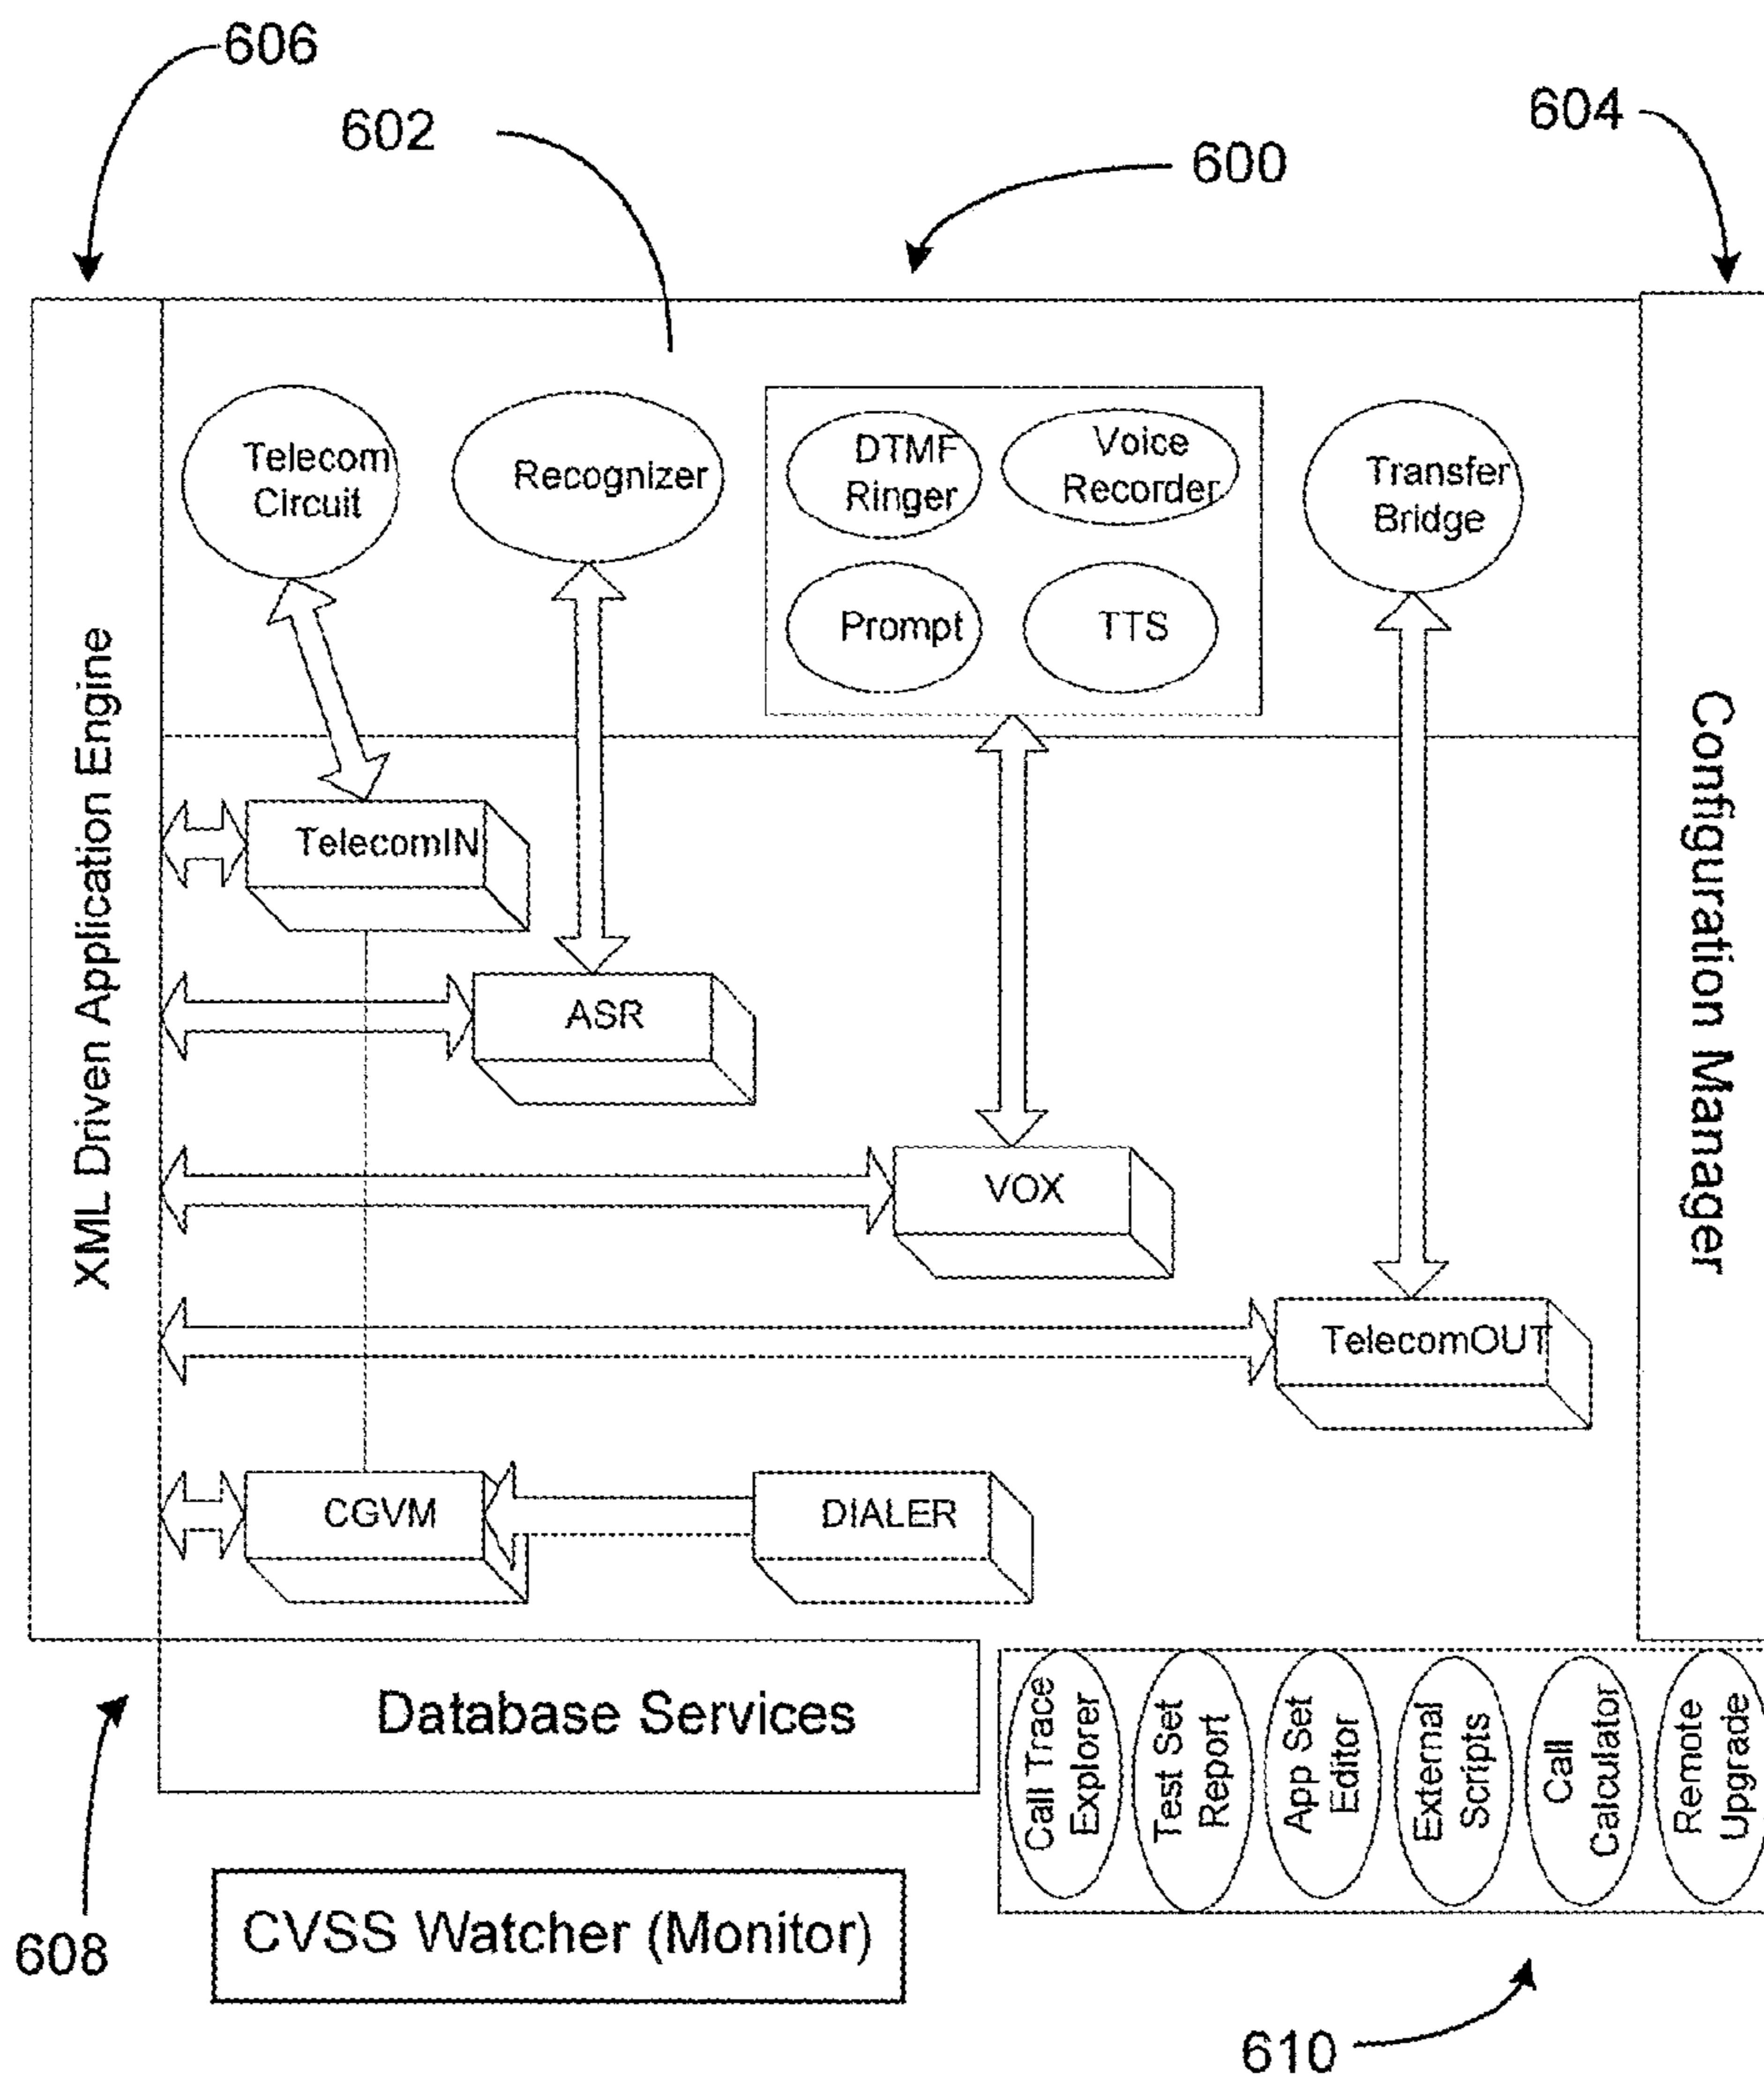 606
602
600
604
Telecom
Circuit
Recognizer
DTMF
Ringer
Voice
Recorder
Prompt
TTS
Transfer
Bridge
XML Driven Application Engine
Configuration Manager
TelecomIN
ASR
VOX
TelecomOUT
CGVM
DIALER
Database Services
Call Trace
Explorer
Test Set
Report
App Set
Editor
External
Scripts
Call
Calculator
Remote
Upgrade
CVSS Watcher (Monitor)
608
610